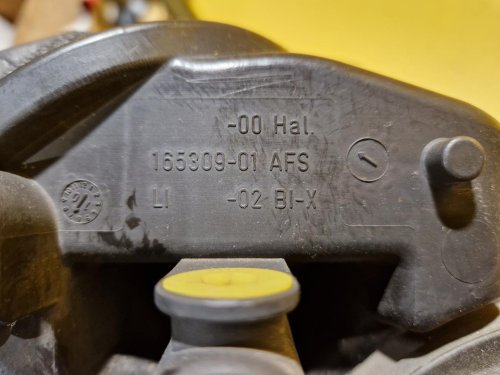 -00 Hal.
165309-01 AFS
LI -02 BI-X